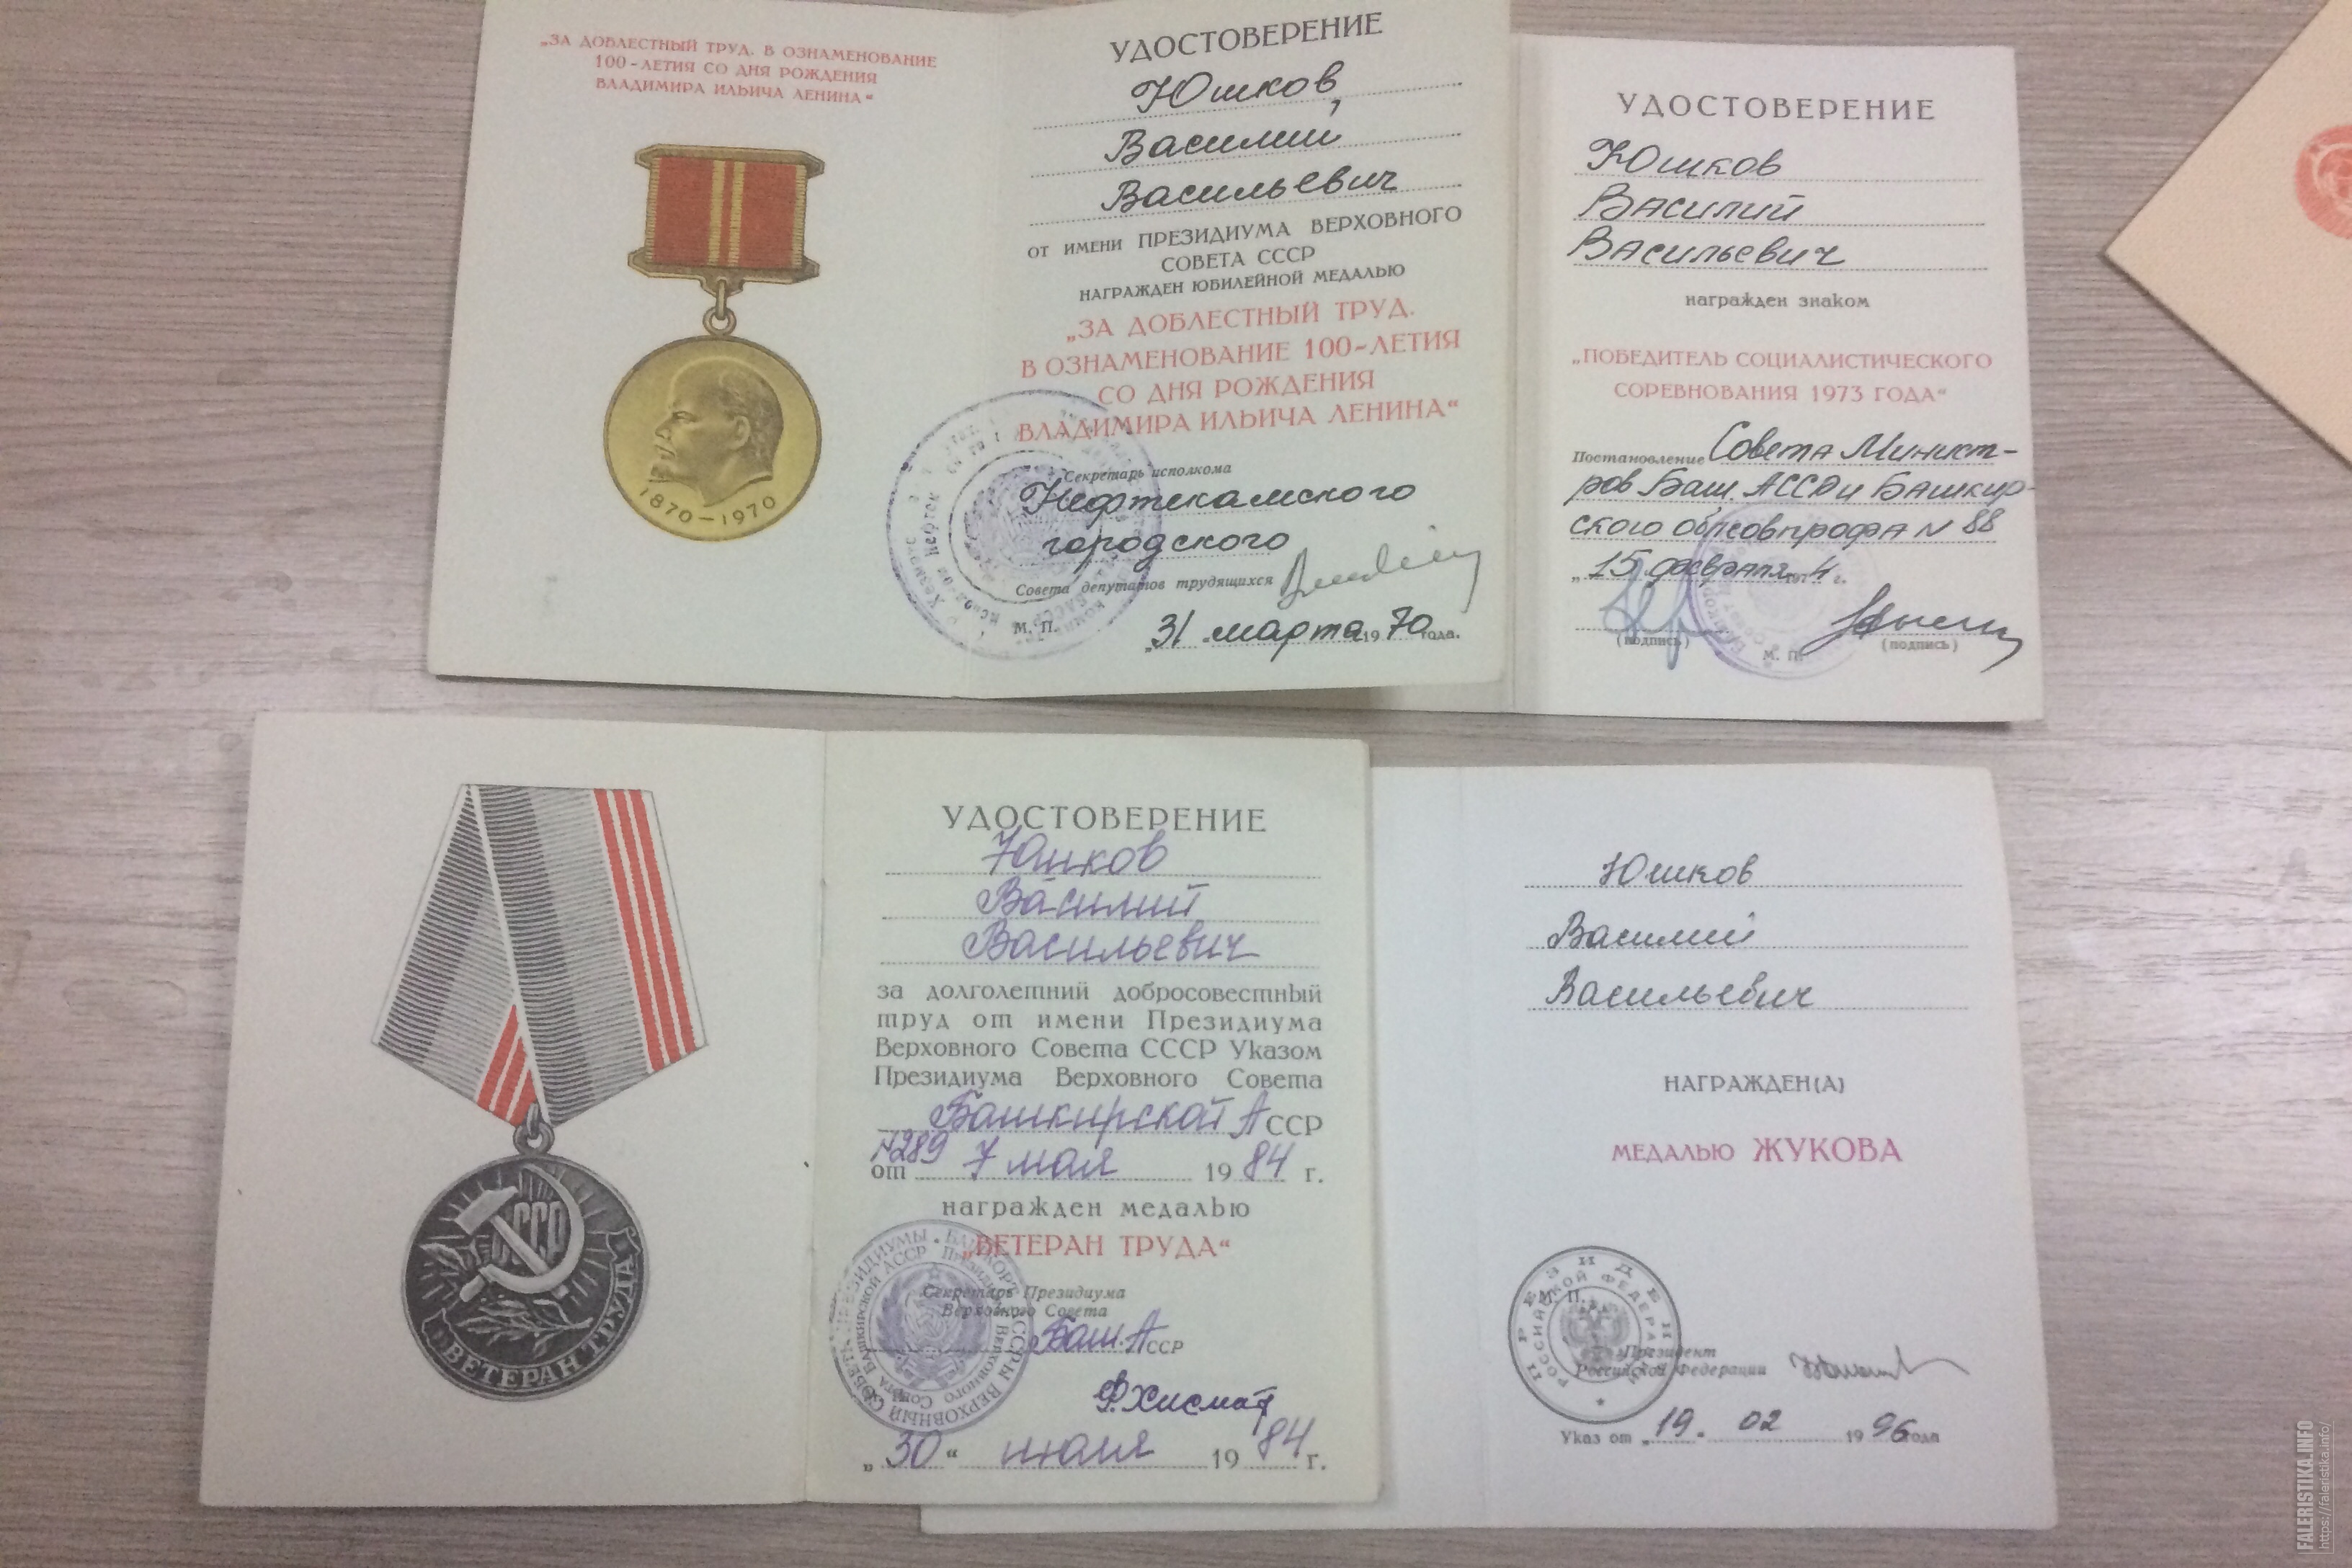 „ЗА ДОБЛЕСТНЫЙ ТРУД. В ОЗНАМЕНОВАНИЕ
100-ЛЕТИЯ СО ДНЯ РОЖДЕНИЯ
ВЛАДИМИРА ИЛЬИЧА ЛЕНИНА“
1870-1970
УДОСТОВЕРЕНИЕ
Юшков,
Василий
Васильевич
ОТ ИМЕНИ ПРЕЗИДИУМА ВЕРХОВНОГО
СОВЕТА СССР
НАГРАЖДЕН ЮБИЛЕЙНОЙ МЕДАЛЬЮ
„ЗА ДОБЛЕСТНЫЙ ТРУД.
В ОЗНАМЕНОВАНИЕ 100-ЛЕТИЯ
СО ДНЯ РОЖДЕНИЯ
ВЛАДИМИРА ИЛЬИЧА ЛЕНИНА“
Секретарь исполкома
Нефтекамского
городского
Совета депутатов трудящихся
М. П.
„31 марта 1970 года.
УДОСТОВЕРЕНИЕ
Юшков
Василий
Васильевич
награжден знаком
„ПОБЕДИТЕЛЬ СОЦИАЛИСТИЧЕСКОГО
СОРЕВНОВАНИЯ 1973 ГОДА“
Постановление Совета Минист-
ров Баш. АССР и Башкир-
ского облсовпрофа N 88
„15 февраля 1974 г.
(подпись)
М. П.
(подпись)
СССР
ВЕТЕРАН ТРУДА
УДОСТОВЕРЕНИЕ
Юшков
Василий
Васильевич
за долголетний добросовестный
труд от имени Президиума
Верховного Совета СССР Указом
Президиума Верховного Совета
Башкирской АССР
N289
от 7 мая 1984 г.
награжден медалью
„ВЕТЕРАН ТРУДА“
Секретарь Президиума
Верховного Совета
Баш. АССР
Ф.Хисмат
„30“ июля 1984 г.
Юшков
Василий
Васильевич
НАГРАЖДЕН(А)
МЕДАЛЬЮ ЖУКОВА
ПРЕЗИДЕНТ
РОССИЙСКОЙ ФЕДЕРАЦИИ
М. П.
Президент
Российской Федерации
Указ от „19. 02 1996 года
FALERISTIKA.INFO
https://faleristika.info/